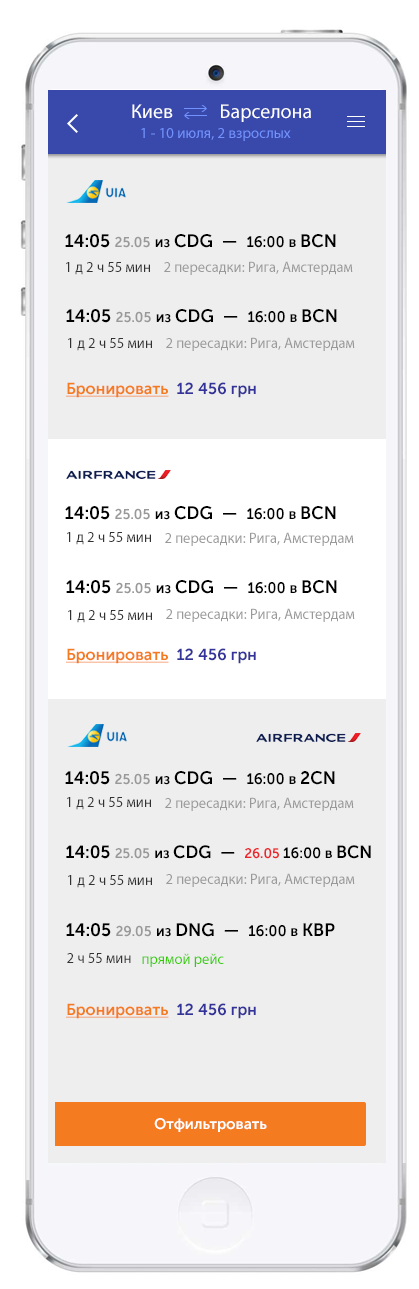 Киев Барселона
1 - 10 июля, 2 взрослых
UIA
14:05 25.05 из CDG — 16:00 в BCN
1 д 2 ч 55 мин 2 пересадки: Рига, Амстердам
14:05 25.05 из CDG — 16:00 в BCN
1 д 2 ч 55 мин 2 пересадки: Рига, Амстердам
Бронировать 12 456 грн
AIRFRANCE
14:05 25.05 из CDG — 16:00 в BCN
1 д 2 ч 55 мин 2 пересадки: Рига, Амстердам
14:05 25.05 из CDG — 16:00 в BCN
1 д 2 ч 55 мин 2 пересадки: Рига, Амстердам
Бронировать 12 456 грн
UIA AIRFRANCE
14:05 25.05 из CDG — 16:00 в 2CN
1 д 2 ч 55 мин 2 пересадки: Рига, Амстердам
14:05 25.05 из CDG — 26.05 16:00 в BCN
1 д 2 ч 55 мин 2 пересадки: Рига, Амстердам
14:05 29.05 из DNG — 16:00 в KBP
2 ч 55 мин прямой рейс
Бронировать 12 456 грн
Отфильтровать